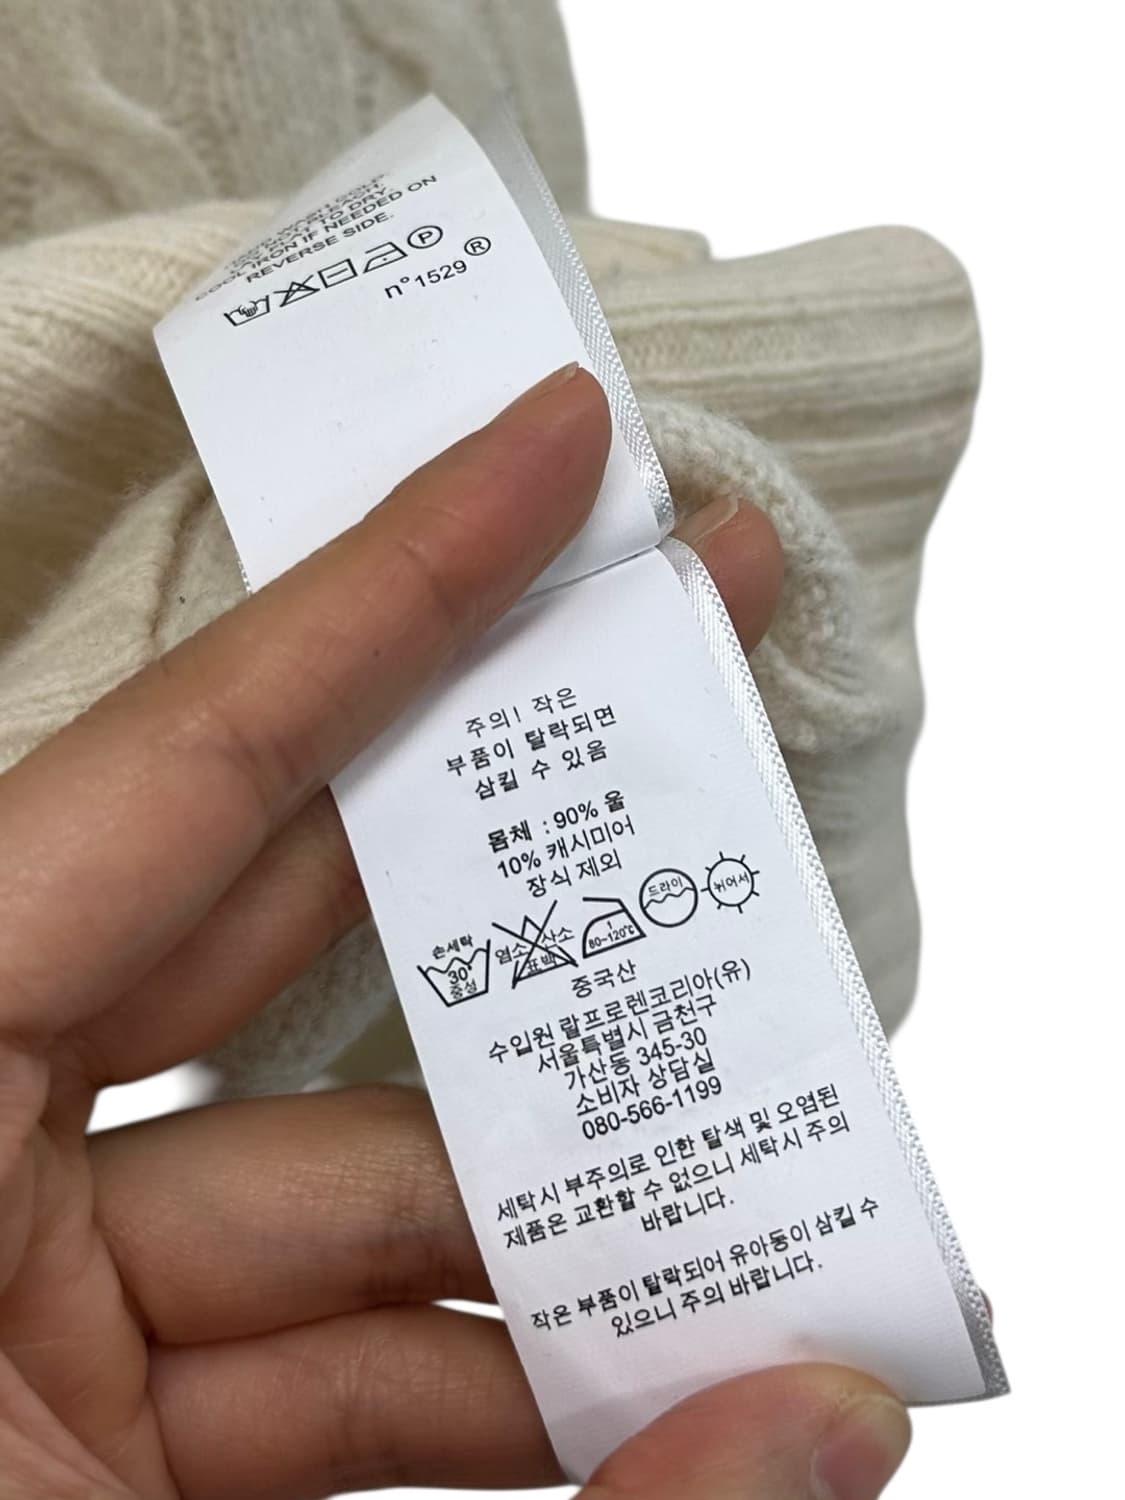 TO DRY.
IRON IF NEEDED ON
REVERSE SIDE.
P
n°1529 ®
주의! 작은
부품이 탈락되면
삼킬 수 있음
몸체 : 90% 울
10% 캐시미어
장식 제외
손세탁
30°
중성
염소 산소
표백
1
80~120℃
드라이
뉘어서
중국산
수입원 랄프로렌코리아(유)
서울특별시 금천구
가산동 345-30
소비자 상담실
080-566-1199
세탁시 부주의로 인한 탈색 및 오염된
제품은 교환할 수 없으니 세탁시 주의
바랍니다.
작은 부품이 탈락되어 유아동이 삼킬 수
있으니 주의 바랍니다.